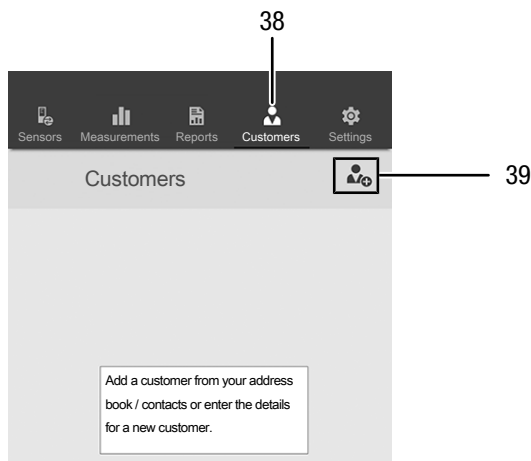 38
Sensors Measurements Reports Customers Settings
Customers
39
Add a customer from your address
book / contacts or enter the details
for a new customer.